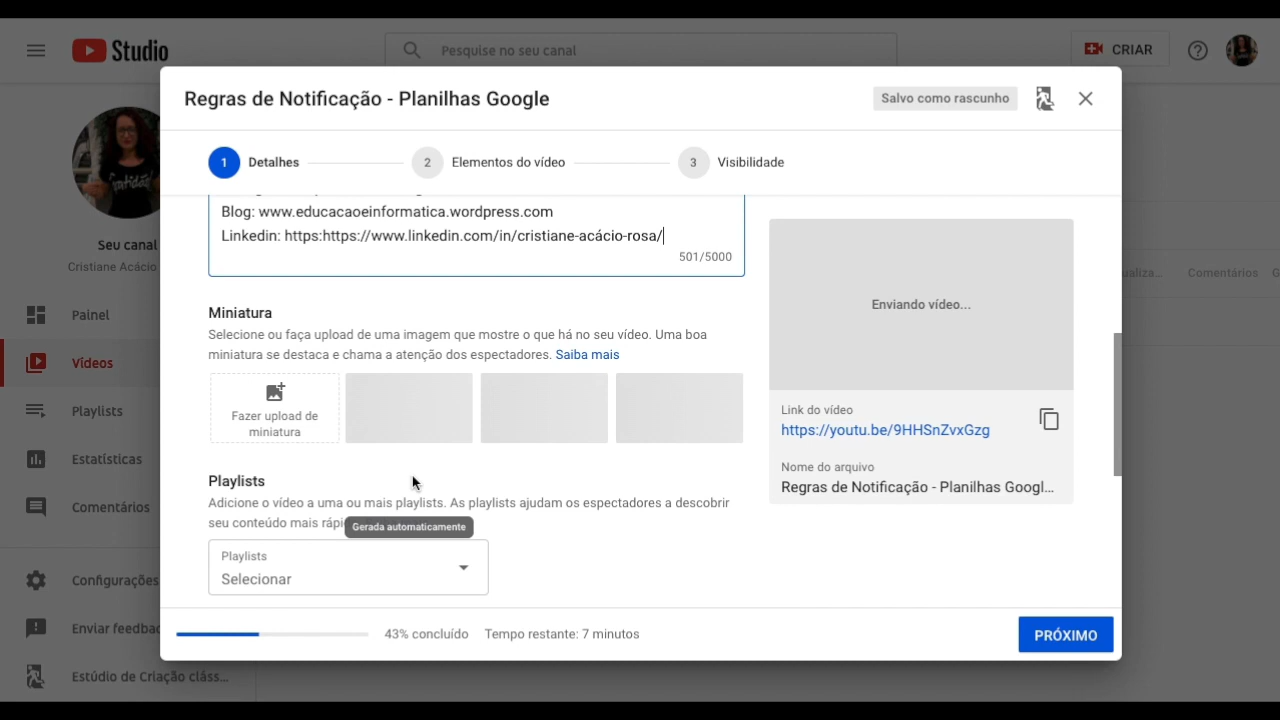 Studio
Pesquise no seu canal
CRIAR
Regras de Notificação - Planilhas Google
Salvo como rascunho
1 Detalhes
2 Elementos do vídeo
3 Visibilidade
Blog: www.educacaoeinformatica.wordpress.com
Linkedin: https:https://www.linkedin.com/in/cristiane-acácio-rosa/
501/5000
Seu canal
Cristiane Acácio
Painel
Vídeos
Playlists
Estatísticas
Comentários
Configurações
Enviar feedba
Estúdio de Criação cláss...
Miniatura
Selecione ou faça upload de uma imagem que mostre o que há no seu vídeo. Uma boa
miniatura se destaca e chama a atenção dos espectadores. Saiba mais
Fazer upload de
miniatura
Playlists
Adicione o vídeo a uma ou mais playlists. As playlists ajudam os espectadores a descobrir
seu conteúdo mais rápi
Gerada automaticamente
Playlists
Selecionar
Enviando vídeo...
Link do vídeo
https://youtu.be/9HHSnZvxGzg
Nome do arquivo
Regras de Notificação - Planilhas Googl...
ualiza...
Comentários
G
43% concluído
Tempo restante: 7 minutos
PRÓXIMO